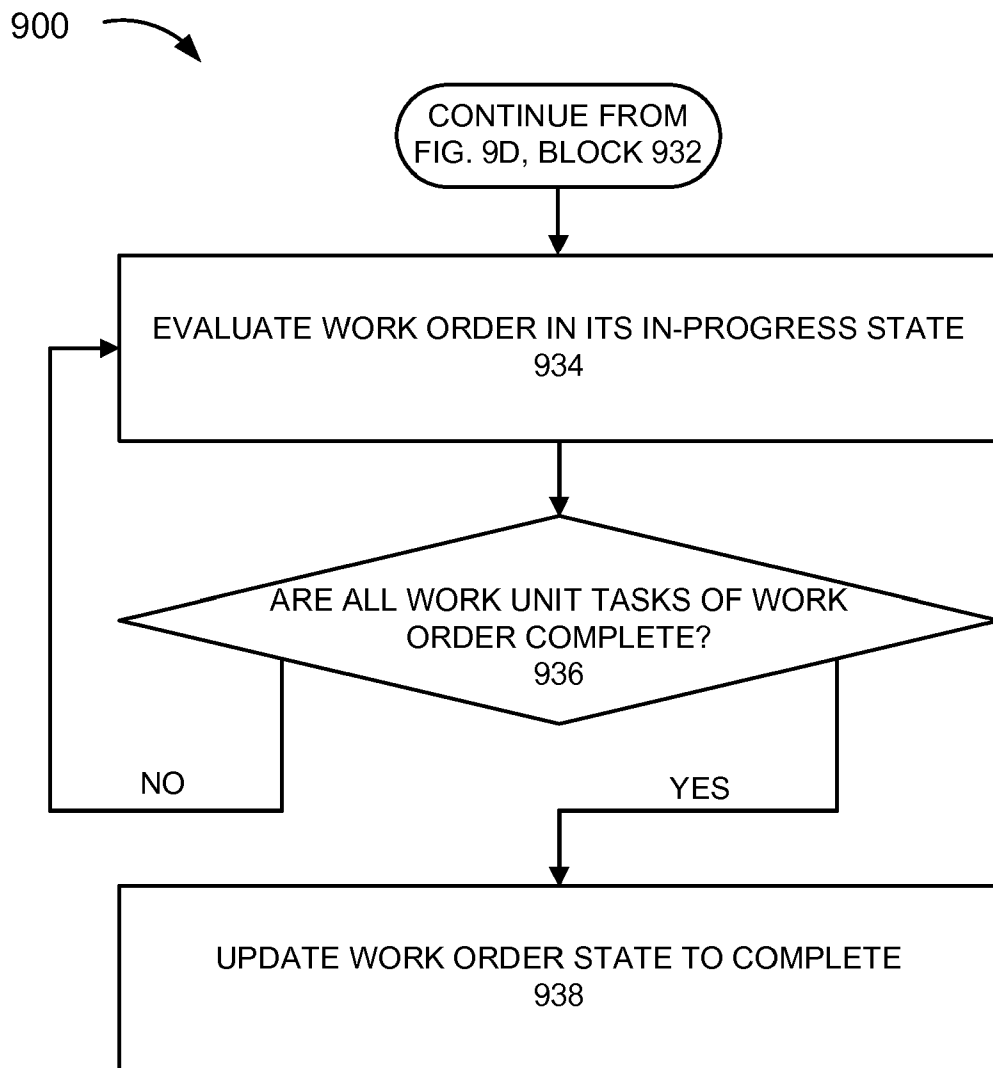 900
CONTINUE FROM
FIG. 9D, BLOCK 932
EVALUATE WORK ORDER IN ITS IN-PROGRESS STATE
934
ARE ALL WORK UNIT TASKS OF WORK
ORDER COMPLETE?
936
NO
YES
UPDATE WORK ORDER STATE TO COMPLETE
938